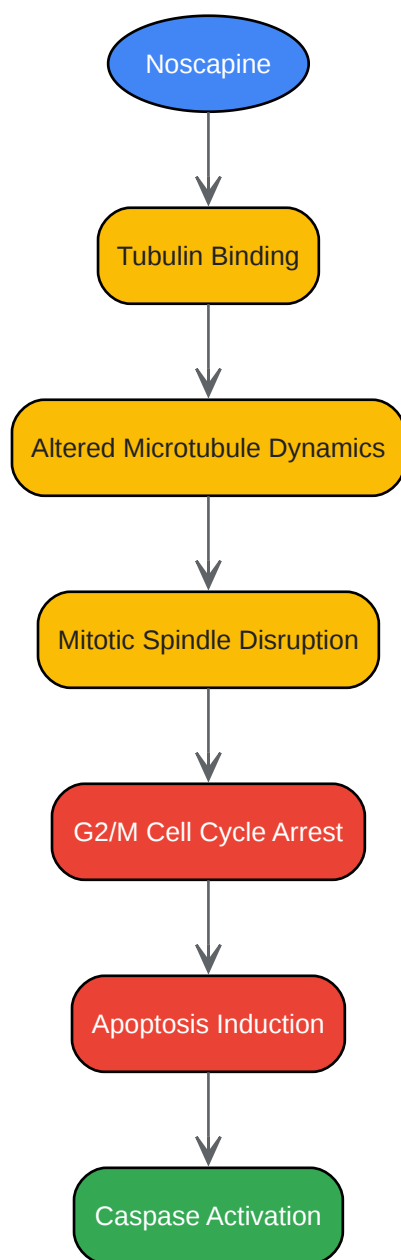 Noscapine
Tubulin Binding
Altered Microtubule Dynamics
Mitotic Spindle Disruption
G2/M Cell Cycle Arrest
Apoptosis Induction
Caspase Activation